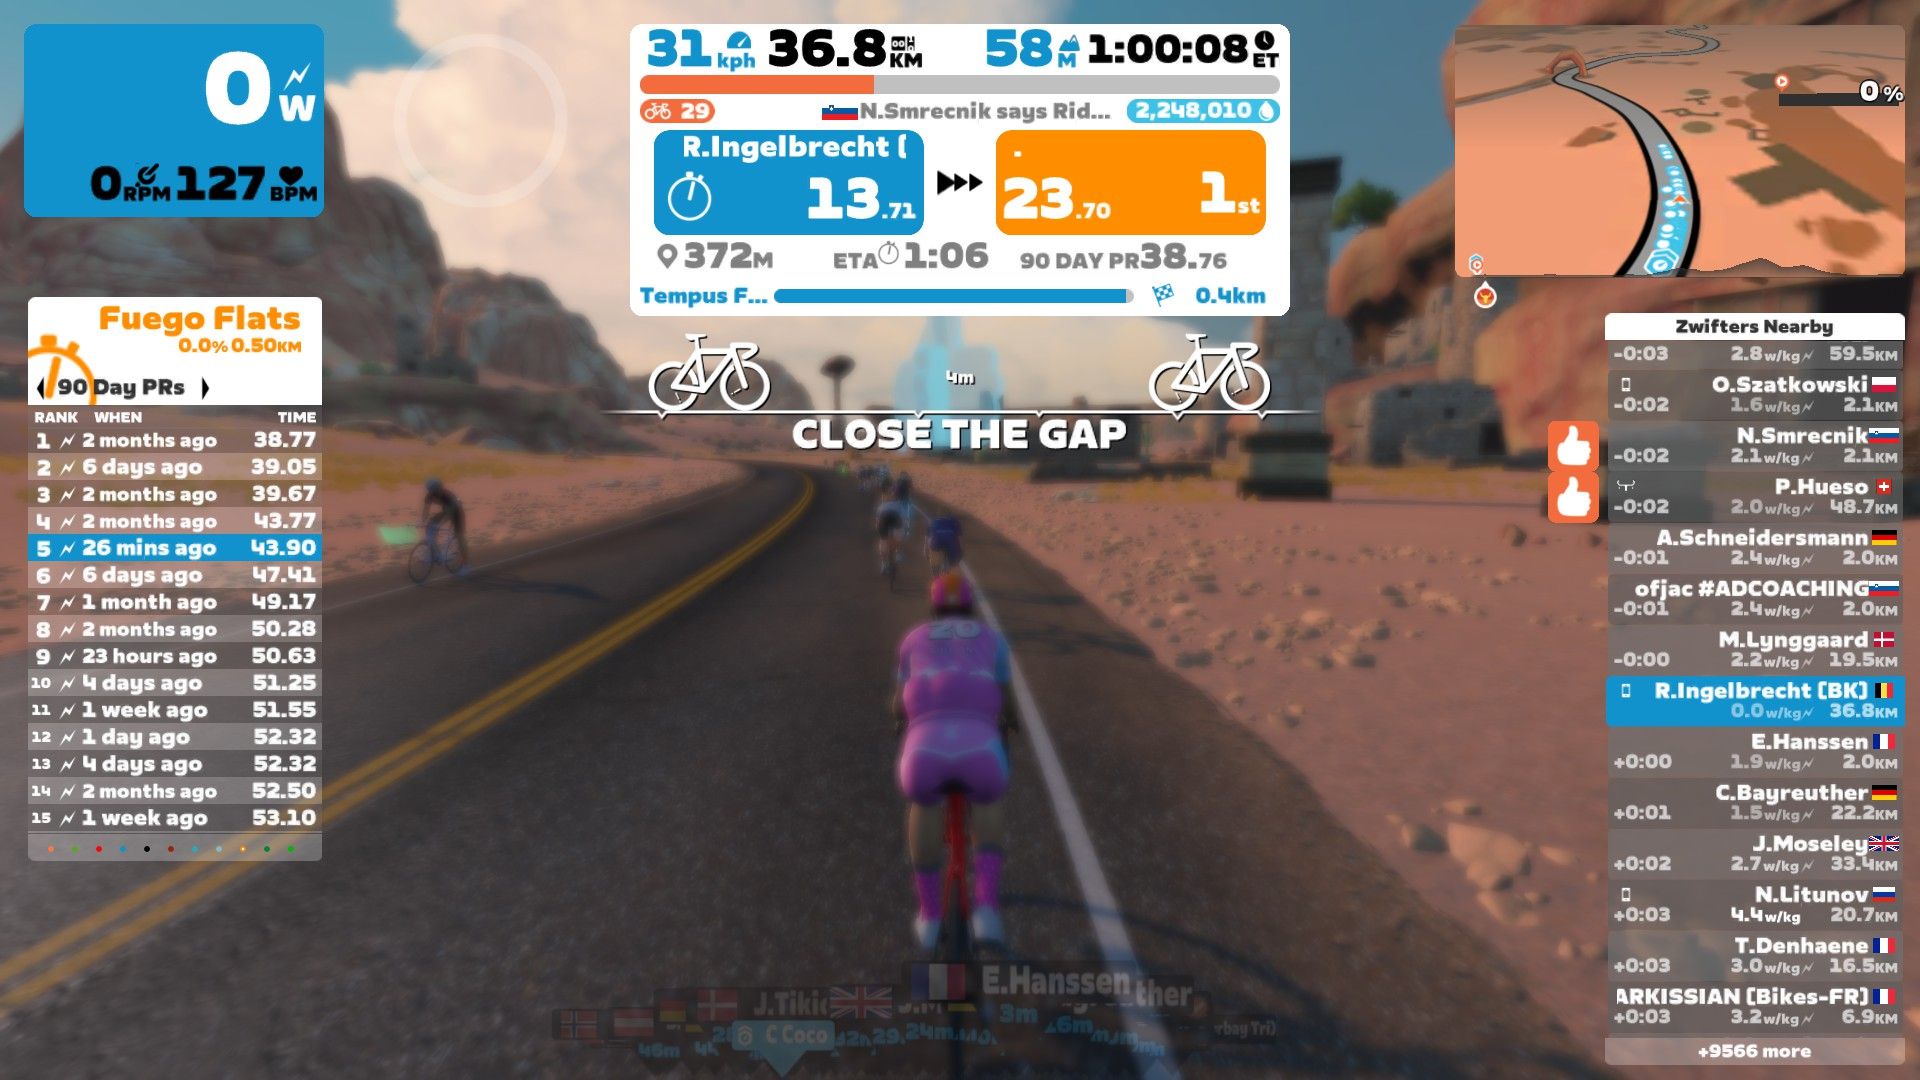 0 W
0 RPM 127 BPM
31 kph 36.8 KM 58 M 1:00:08 ET
29 N.Smrecnik says Rid... 2,248,010
R.Ingelbrecht (
13.71
.
23.70 1st
372M ETA 1:06 90 DAY PR 38.76
Tempus F... 0.4km
0%
Fuego Flats
0.0% 0.50KM
90 Day PRs
RANK WHEN TIME
1 2 months ago 38.77
2 6 days ago 39.05
3 2 months ago 39.67
4 2 months ago 43.77
5 26 mins ago 43.90
6 6 days ago 47.41
7 1 month ago 49.17
8 2 months ago 50.28
9 23 hours ago 50.63
10 4 days ago 51.25
11 1 week ago 51.55
12 1 day ago 52.32
13 4 days ago 52.32
14 2 months ago 52.50
15 1 week ago 53.10
4m
CLOSE THE GAP
20
Zwifters Nearby
-0:03 2.8w/kg 59.5KM
O.Szatkowski
-0:02 1.6w/kg 2.1KM
N.Smrecnik
-0:02 2.1w/kg 2.1KM
P.Hueso
-0:02 2.0w/kg 48.7KM
A.Schneidersmann
-0:01 2.4w/kg 2.0KM
ofjac #ADCOACHING
-0:01 2.4w/kg 2.0KM
M.Lynggaard
-0:00 2.2w/kg 19.5KM
R.Ingelbrecht (BK)
0.0w/kg 36.8KM
E.Hanssen
+0:00 1.9w/kg 2.0KM
C.Bayreuther
+0:01 1.5w/kg 22.2KM
J.Moseley
+0:02 2.7w/kg 33.4KM
N.Litunov
+0:03 4.4w/kg 20.7KM
T.Denhaene
+0:03 3.0w/kg 16.5KM
ARKISSIAN (Bikes-FR)
+0:03 3.2w/kg 6.9KM
+9566 more
E.Hanssen
ther
J.Tikic
3m
C Coco
24m
46m